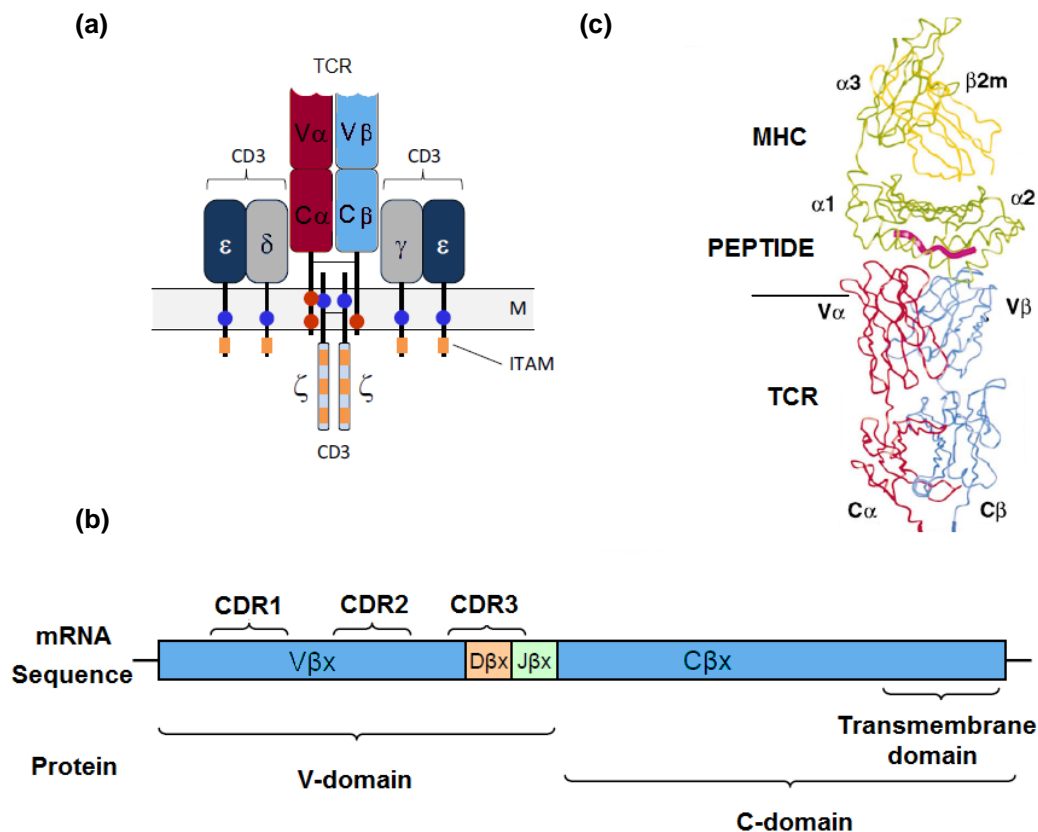 (a)
TCR
Vα Vβ
CD3 CD3
Cα Cβ
ε δ γ ε
M
ITAM
ζ ζ
CD3
(c)
α3 β2m
MHC
α1 α2
PEPTIDE
Vα Vβ
TCR
Cα Cβ
(b)
CDR1 CDR2 CDR3
mRNA
Sequence
Vβx Dβx Jβx Cβx
Transmembrane
domain
Protein
V-domain
C-domain